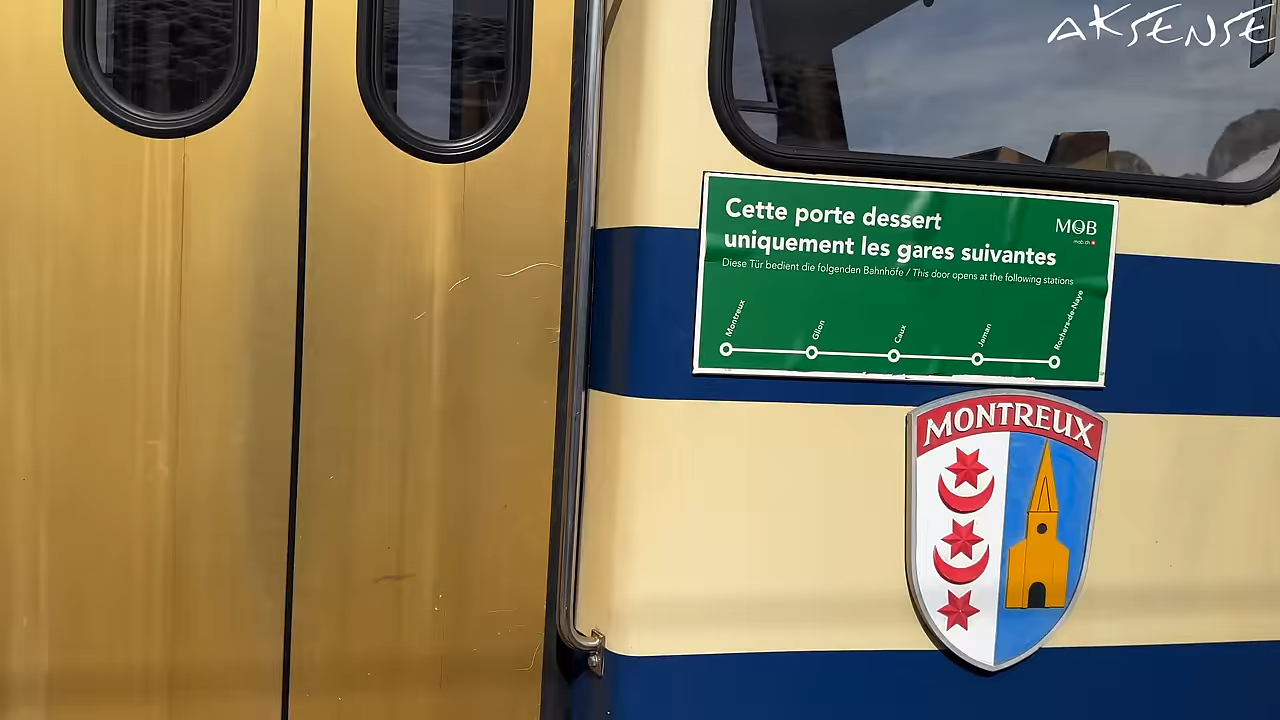 AKSENSE
Cette porte dessert
uniquement les gares suivantes
MOB
mob.ch
Diese Tür bedient die folgenden Bahnhöfe / This door opens at the following stations
Montreux
Glion
Caux
Jaman
Rochers-de-Naye
MONTREUX